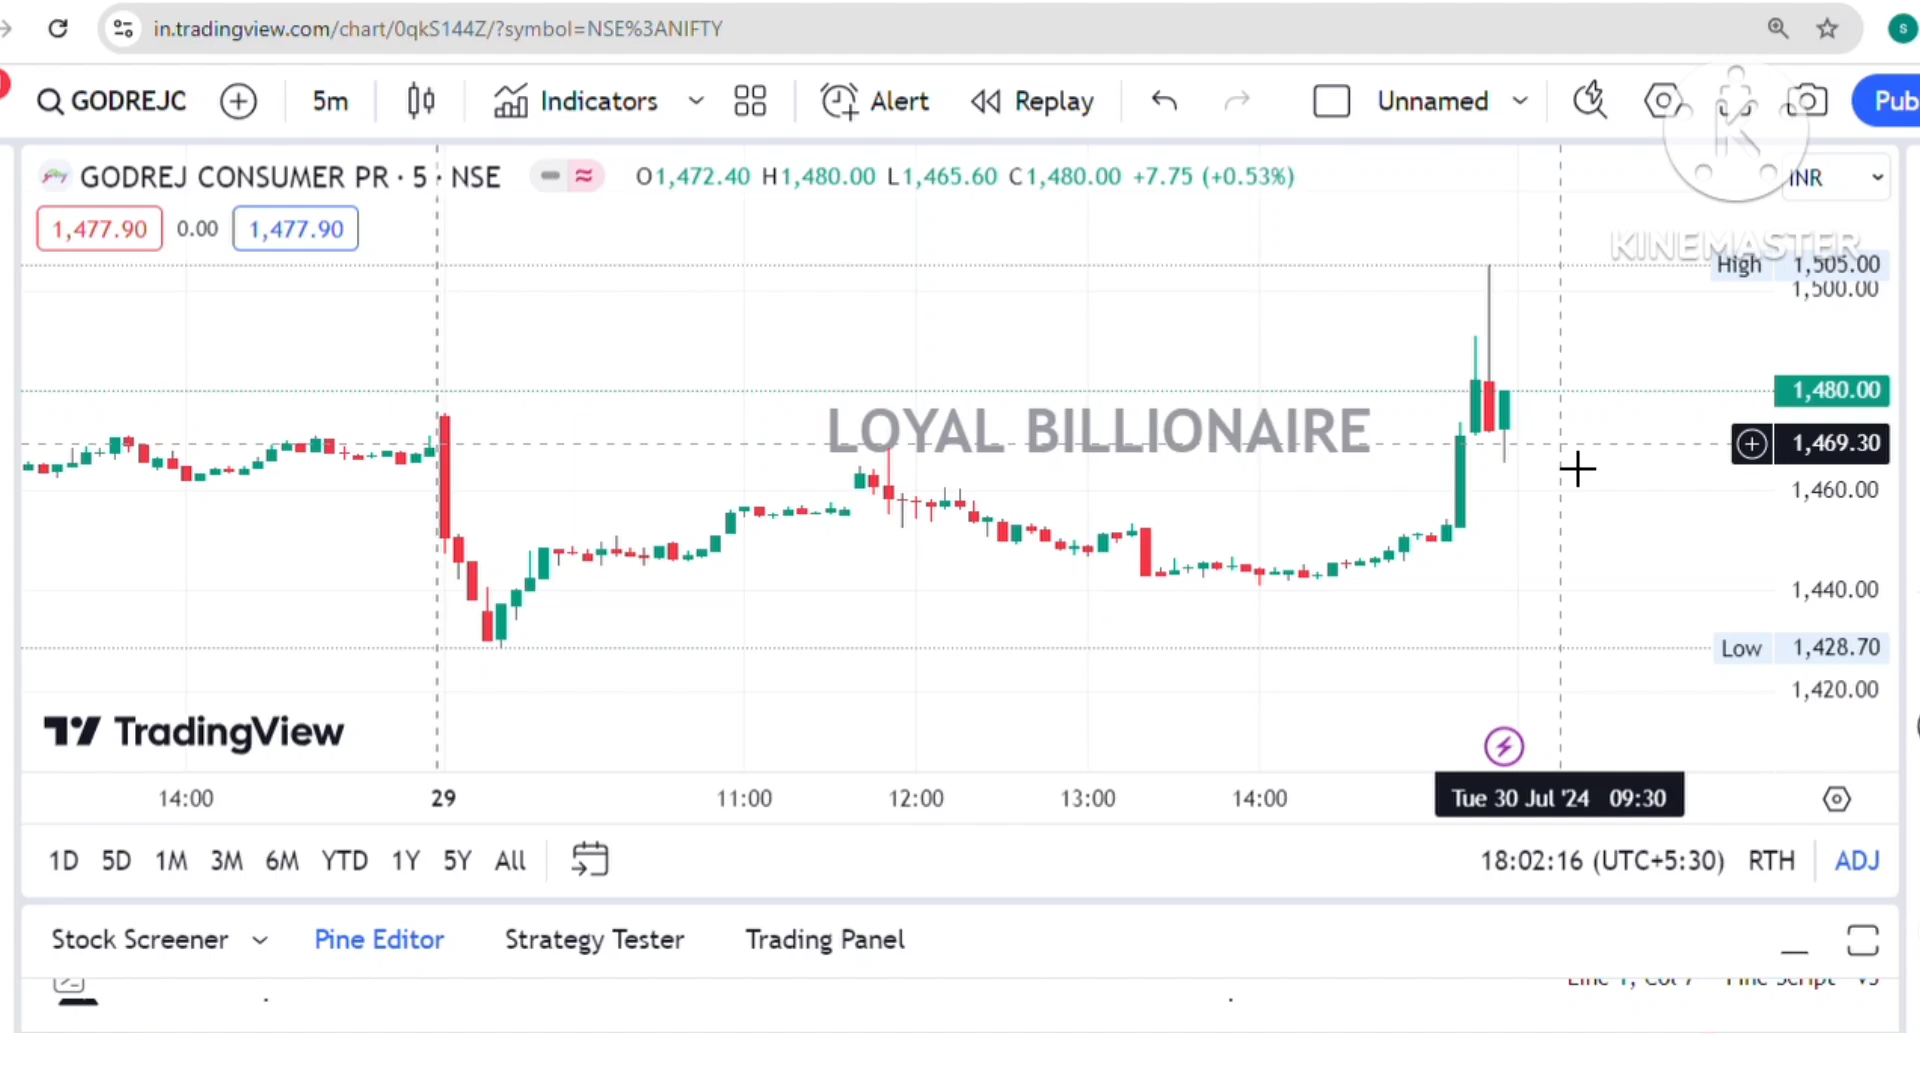 in.tradingview.com/chart/0qkS144Z/?symbol=NSE%3ANIFTY
S
GODREJC 5m Indicators Alert Replay Unnamed Pub
GODREJ CONSUMER PR · 5 · NSE O1,472.40 H1,480.00 L1,465.60 C1,480.00 +7.75 (+0.53%) INR
1,477.90 0.00 1,477.90
K
KINEMASTER
High 1,505.00
1,500.00
1,480.00
LOYAL BILLIONAIRE
1,469.30
1,460.00
1,440.00
Low 1,428.70
1,420.00
TradingView
14:00 29 11:00 12:00 13:00 14:00 Tue 30 Jul '24 09:30
1D 5D 1M 3M 6M YTD 1Y 5Y All 18:02:16 (UTC+5:30) RTH ADJ
Stock Screener Pine Editor Strategy Tester Trading Panel